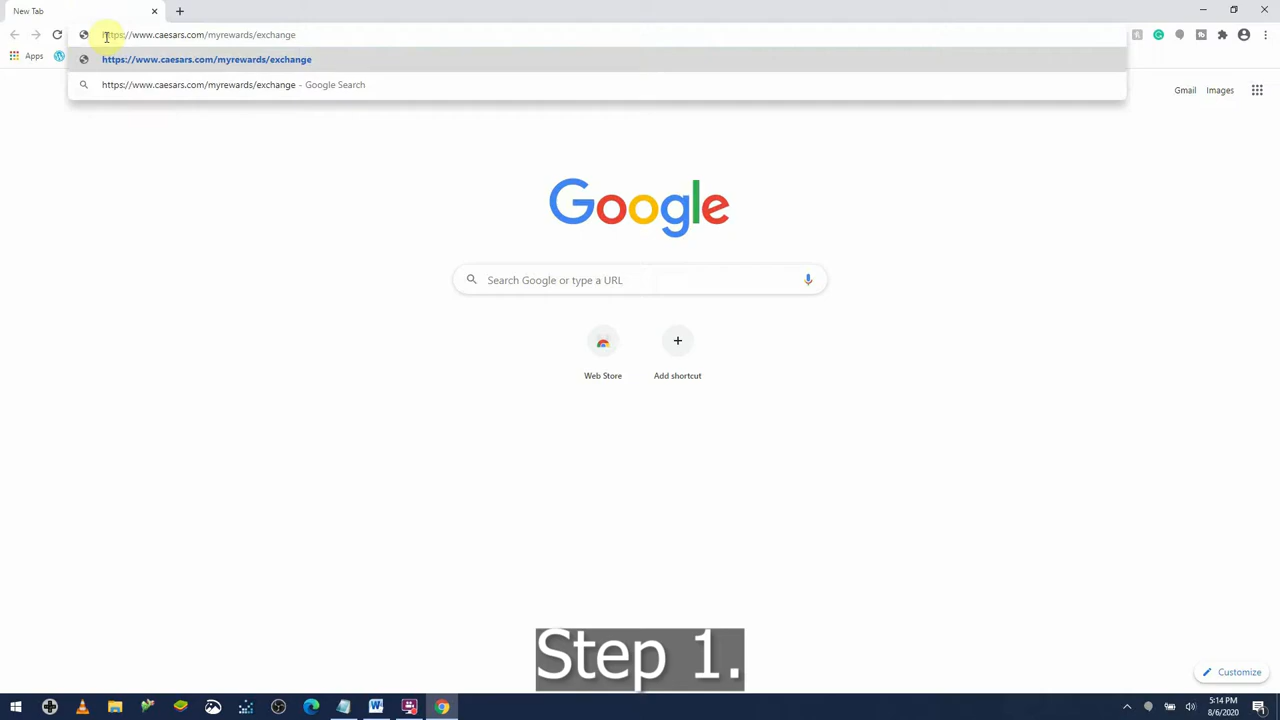 New Tab
https://www.caesars.com/myrewards/exchange
Apps
https://www.caesars.com/myrewards/exchange
https://www.caesars.com/myrewards/exchange - Google Search
Gmail Images
Google
Search Google or type a URL
Web Store Add shortcut
Step 1.
Customize
5:14 PM
8/6/2020